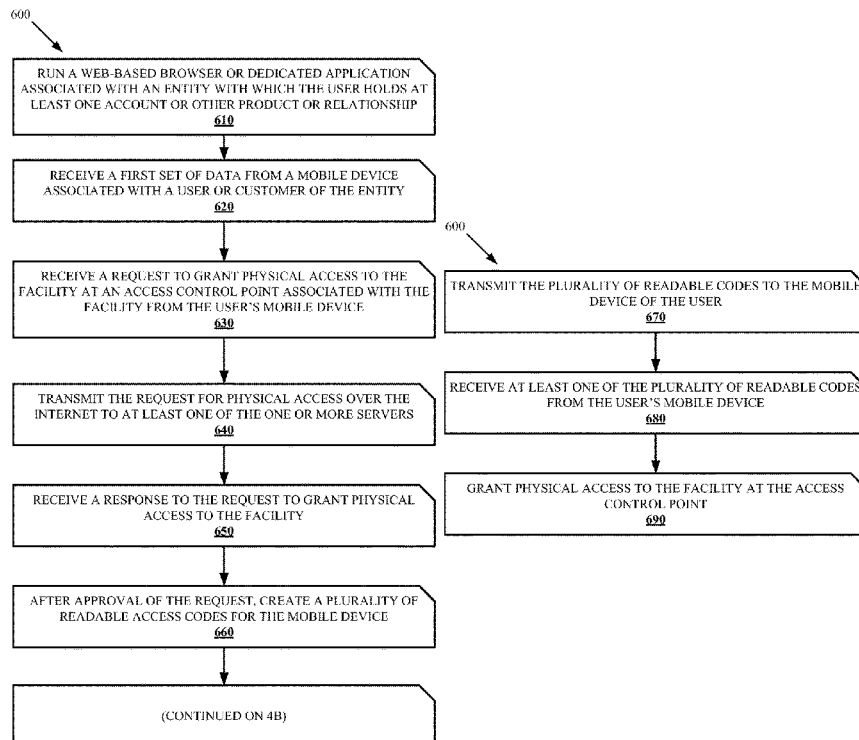 600
RUN A WEB-BASED BROWSER OR DEDICATED APPLICATION
ASSOCIATED WITH AN ENTITY WITH WHICH THE USER HOLDS AT
LEAST ONE ACCOUNT OR OTHER PRODUCT OR RELATIONSHIP
610
RECEIVE A FIRST SET OF DATA FROM A MOBILE DEVICE
ASSOCIATED WITH A USER OR CUSTOMER OF THE ENTITY
620
RECEIVE A REQUEST TO GRANT PHYSICAL ACCESS TO THE
FACILITY AT AN ACCESS CONTROL POINT ASSOCIATED WITH THE
FACILITY FROM THE USER'S MOBILE DEVICE
630
TRANSMIT THE REQUEST FOR PHYSICAL ACCESS OVER THE
INTERNET TO AT LEAST ONE OF THE ONE OR MORE SERVERS
640
RECEIVE A RESPONSE TO THE REQUEST TO GRANT PHYSICAL
ACCESS TO THE FACILITY
650
AFTER APPROVAL OF THE REQUEST, CREATE A PLURALITY OF
READABLE ACCESS CODES FOR THE MOBILE DEVICE
660
(CONTINUED ON 4B)
600
TRANSMIT THE PLURALITY OF READABLE CODES TO THE MOBILE
DEVICE OF THE USER
670
RECEIVE AT LEAST ONE OF THE PLURALITY OF READABLE CODES
FROM THE USER'S MOBILE DEVICE
680
GRANT PHYSICAL ACCESS TO THE FACILITY AT THE ACCESS
CONTROL POINT
690